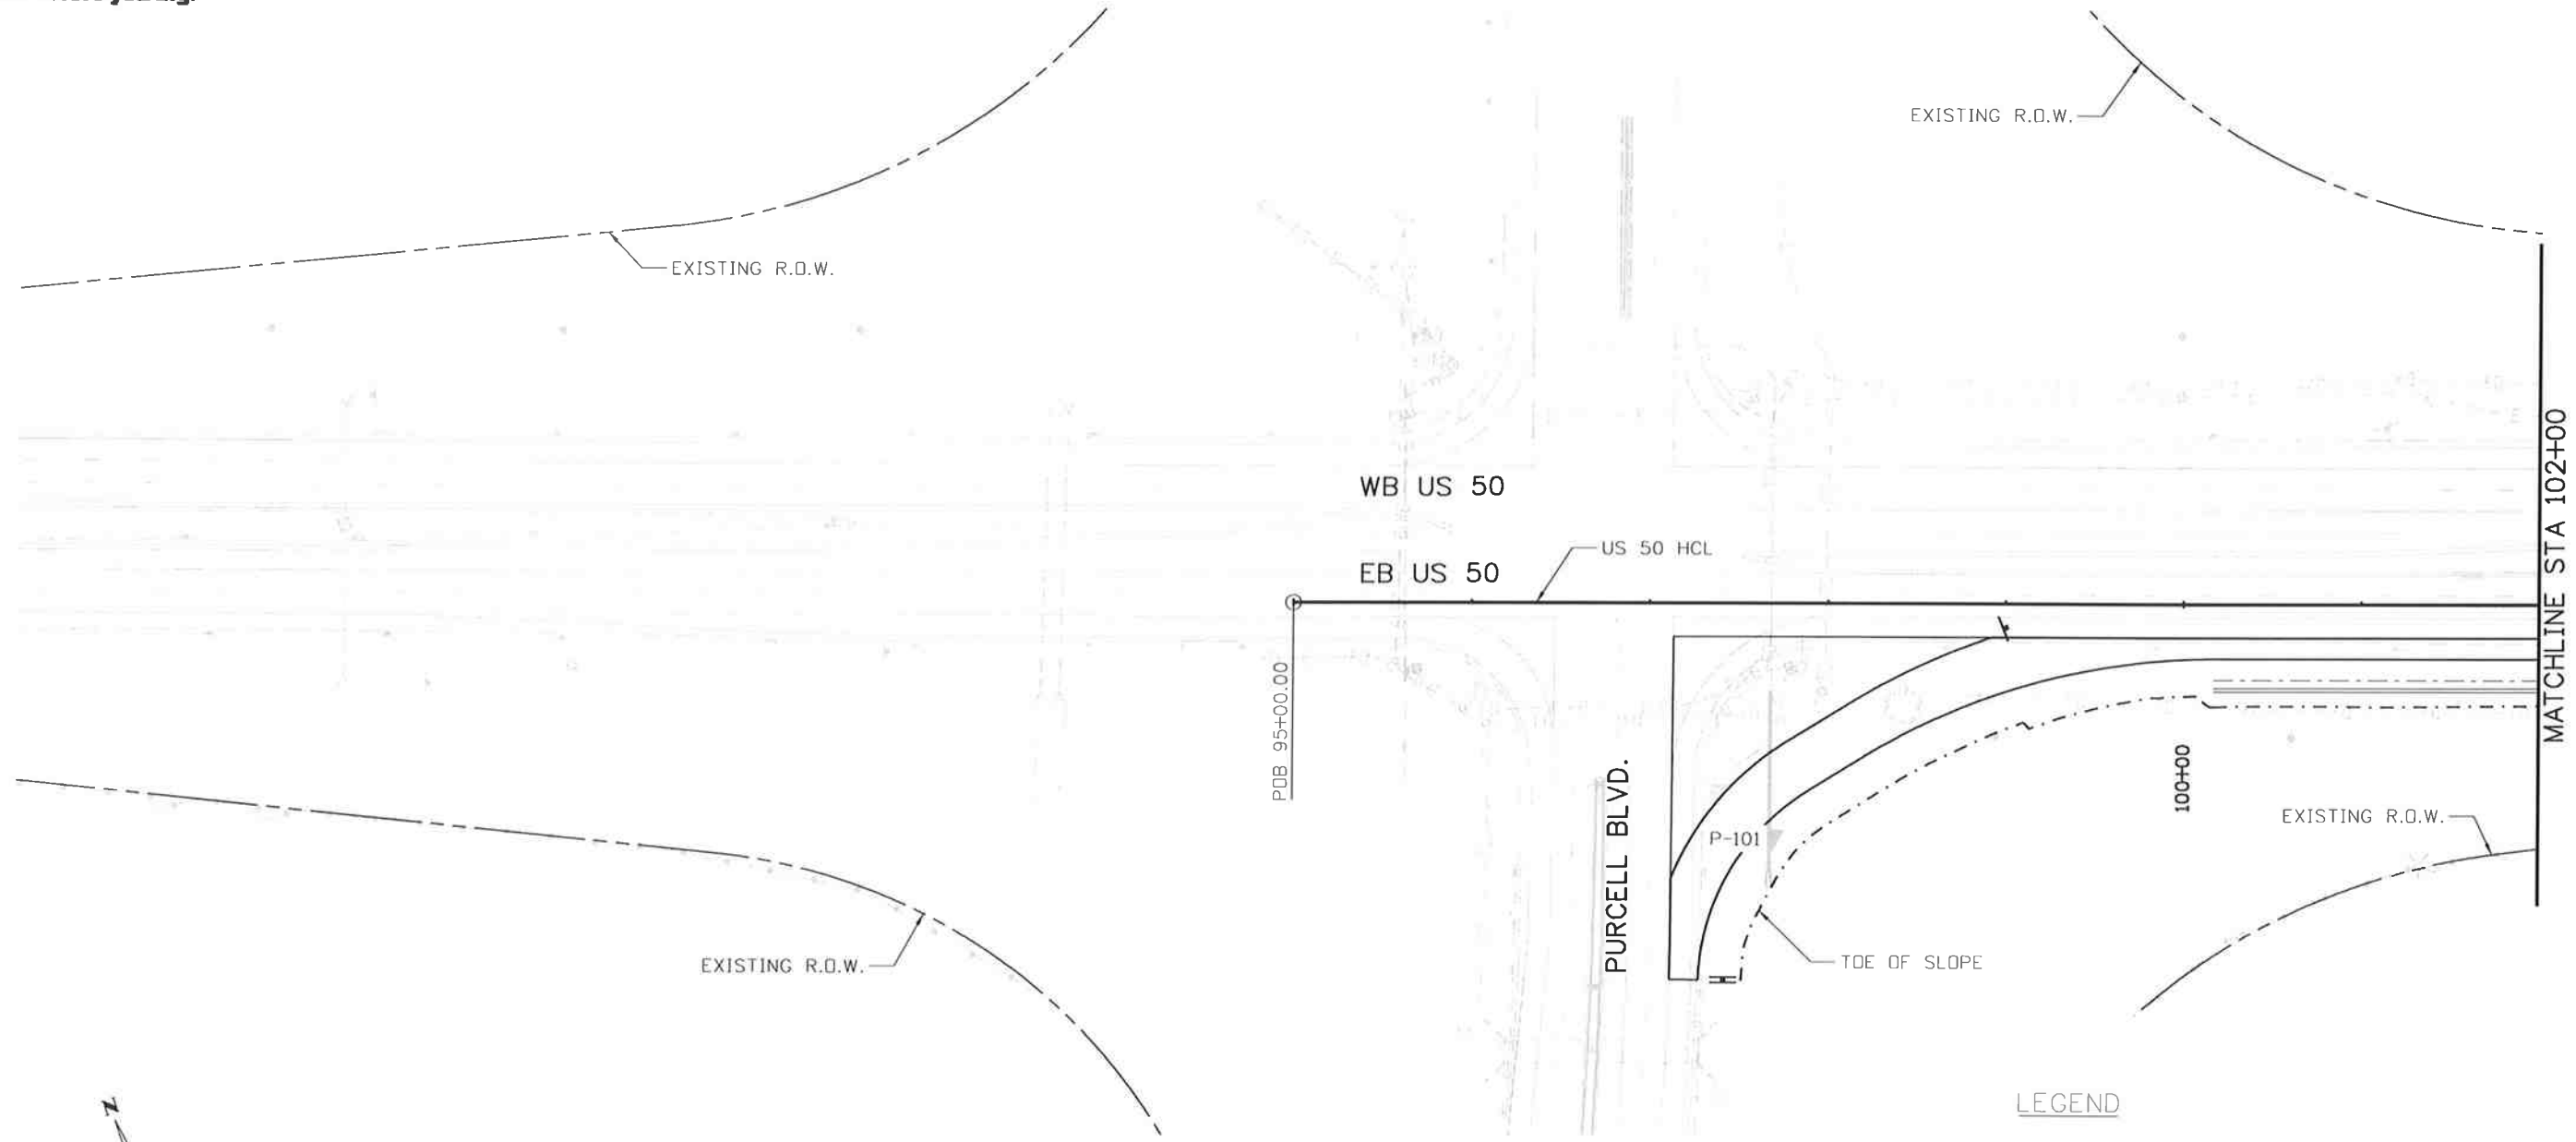 EXISTING R.O.W.
EXISTING R.O.W.
WB US 50
US 50 HCL
EB US 50
MATCHLINE STA 102+00
POB 95+00.00
PURCELL BLVD.
100+00
P-101
EXISTING R.O.W.
EXISTING R.O.W.
TOE OF SLOPE
LEGEND
N